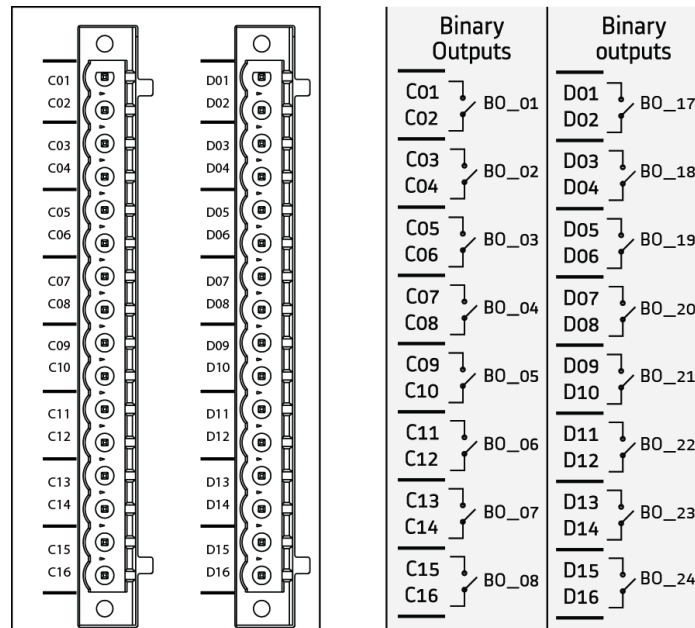 C01
C02
C03
C04
C05
C06
C07
C08
C09
C10
C11
C12
C13
C14
C15
C16
D01
D02
D03
D04
D05
D06
D07
D08
D09
D10
D11
D12
D13
D14
D15
D16
Binary
Outputs
C01
C02
BO_01
C03
C04
BO_02
C05
C06
BO_03
C07
C08
BO_04
C09
C10
BO_05
C11
C12
BO_06
C13
C14
BO_07
C15
C16
BO_08
Binary
outputs
D01
D02
BO_17
D03
D04
BO_18
D05
D06
BO_19
D07
D08
BO_20
D09
D10
BO_21
D11
D12
BO_22
D13
D14
BO_23
D15
D16
BO_24